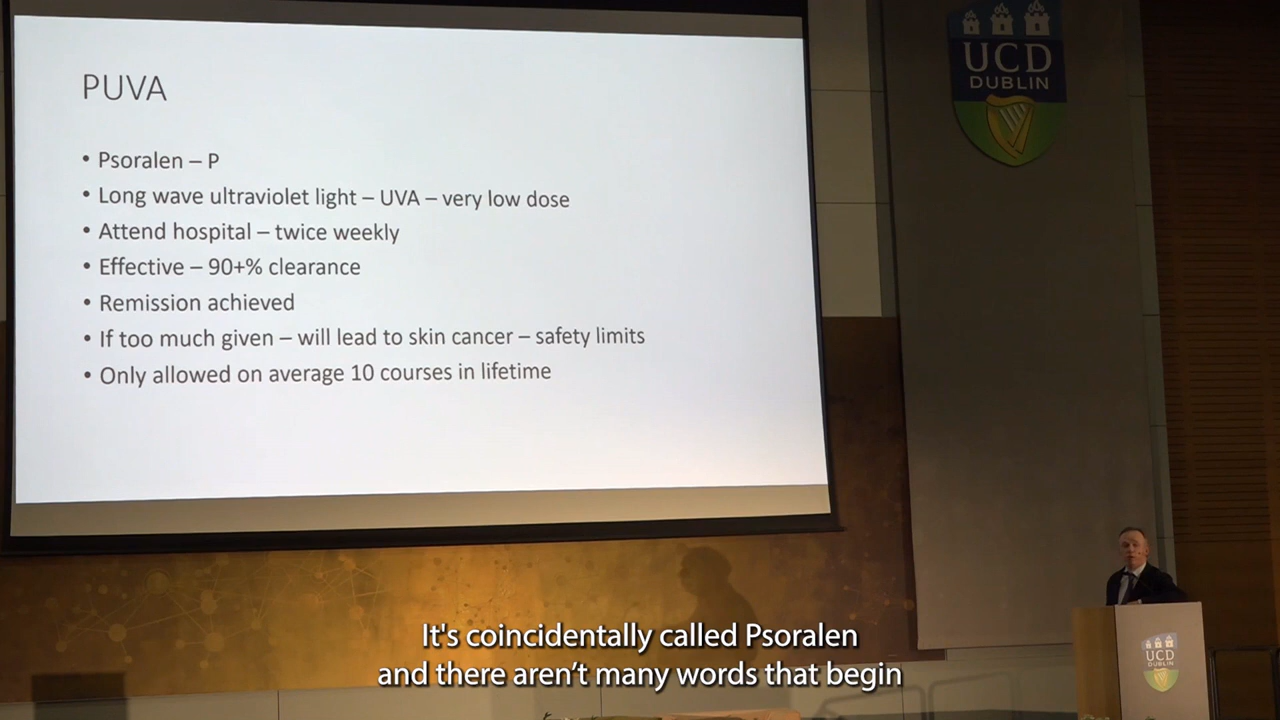 PUVA
• Psoralen – P
• Long wave ultraviolet light – UVA – very low dose
• Attend hospital – twice weekly
• Effective – 90+% clearance
• Remission achieved
• If too much given – will lead to skin cancer – safety limits
• Only allowed on average 10 courses in lifetime
UCD
DUBLIN
UCD
DUBLIN
It's coincidentally called Psoralen
and there aren’t many words that begin